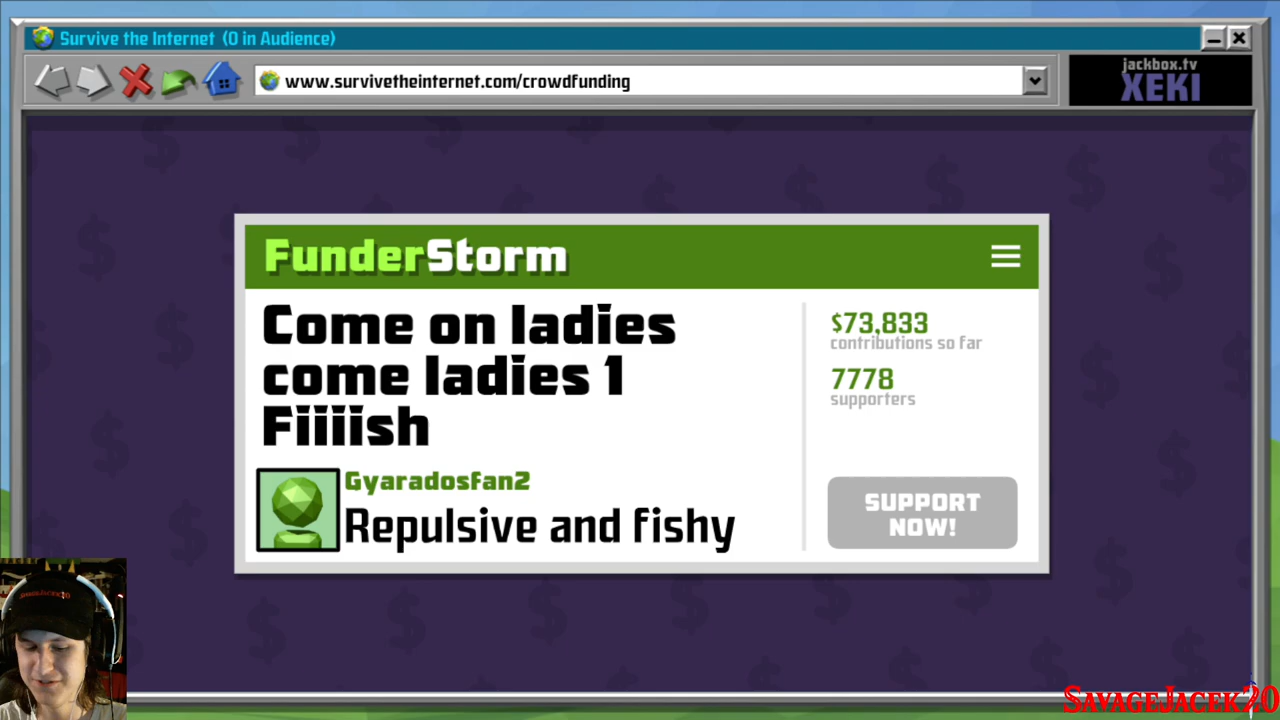 Survive the Internet (0 in Audience)
www.survivetheinternet.com/crowdfunding
jackbox.tv
XEKI
FunderStorm
Come on ladies
come ladies 1
Fiiiiish
Gyaradosfan2
Repulsive and fishy
$73,833
contributions so far
7778
supporters
SUPPORT
NOW!
SavageJacek20